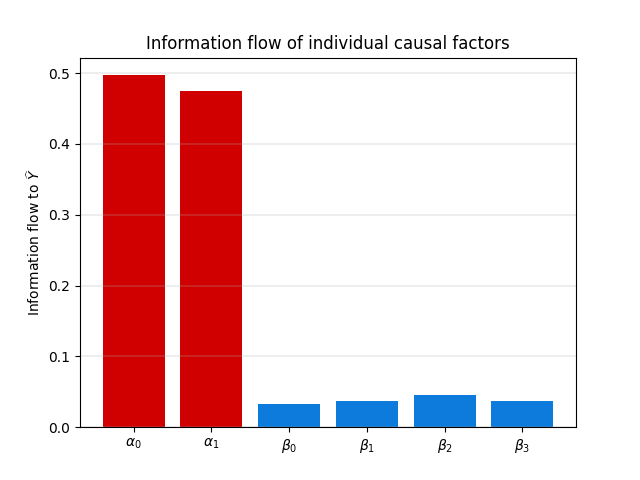 Information flow of individual causal factors
Information flow to Ŷ
0.5
0.4
0.3
0.2
0.1
0.0
α₀ α₁ β₀ β₁ β₂ β₃